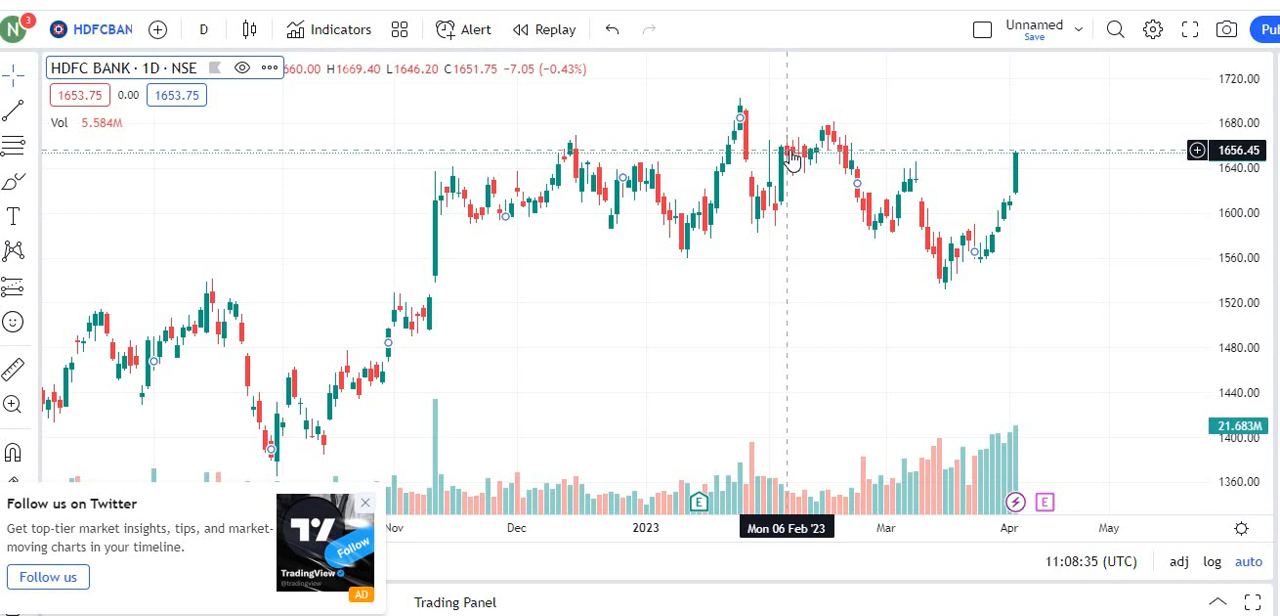 N 3 HDFCBAN D Indicators Alert Replay Unnamed Save Pu
HDFC BANK · 1D · NSE 660.00 H1669.40 L1646.20 C1651.75 -7.05 (-0.43%)
1653.75 0.00 1653.75
Vol 5.584M
1720.00
1680.00
1656.45
1640.00
1600.00
1560.00
1520.00
1480.00
1440.00
21.683M
1400.00
1360.00
E E
Nov Dec 2023 Mon 06 Feb '23 Mar Apr May
Follow us on Twitter
Get top-tier market insights, tips, and market-
moving charts in your timeline.
Follow us
Follow
TradingView
@tradingview
AD
11:08:35 (UTC) adj log auto
Trading Panel